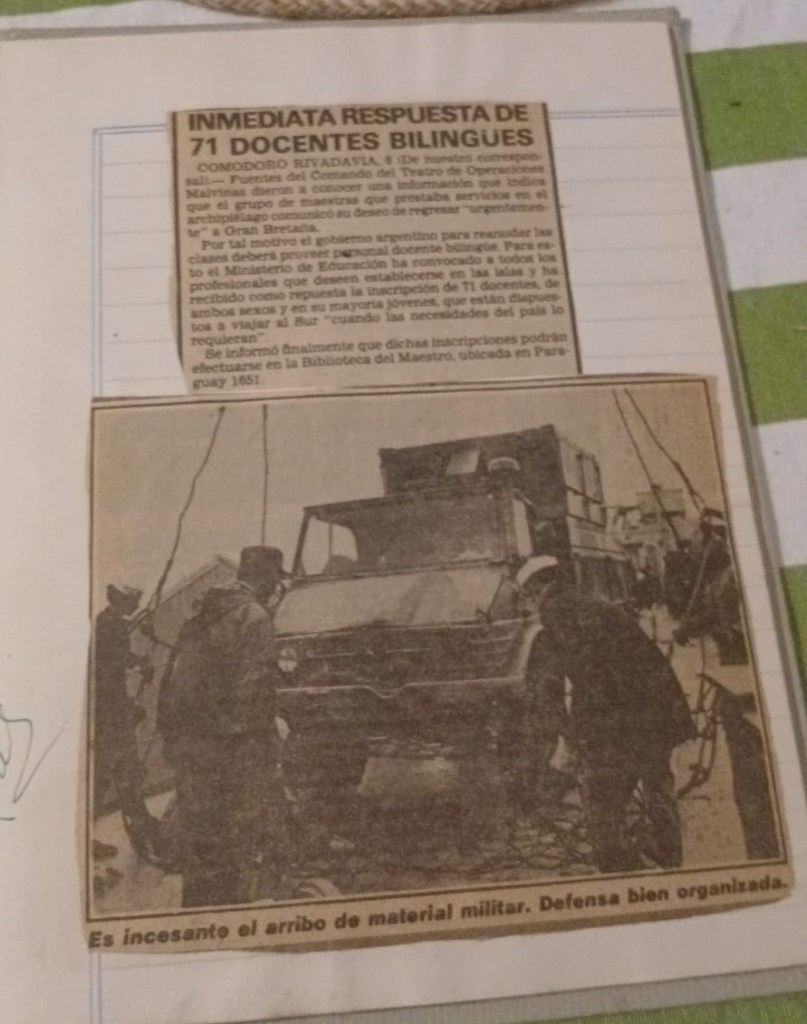 INMEDIATA RESPUESTA DE
71 DOCENTES BILINGÜES
COMODORO RIVADAVIA, 6 (De nuestro correspon-
sal).— Fuentes del Comando del Teatro de Operaciones
Malvinas dieron a conocer una información que indica
que el grupo de maestras que prestaba servicios en el
archipiélago comunicó su deseo de regresar "urgentemen-
te" a Gran Bretaña.
Por tal motivo el gobierno argentino para reanudar las
clases deberá proveer personal docente bilingüe. Para es-
to el Ministerio de Educación ha convocado a todos los
profesionales que deseen establecerse en las islas y ha
recibido como repuesta la inscripción de 71 docentes, de
ambos sexos y en su mayoría jóvenes, que están dispues-
tos a viajar al Sur "cuando las necesidades del país lo
requieran".
Se informó finalmente que dichas inscripciones podrán
efectuarse en la Biblioteca del Maestro, ubicada en Para-
guay 1651.
Es incesante el arribo de material militar. Defensa bien organizada.